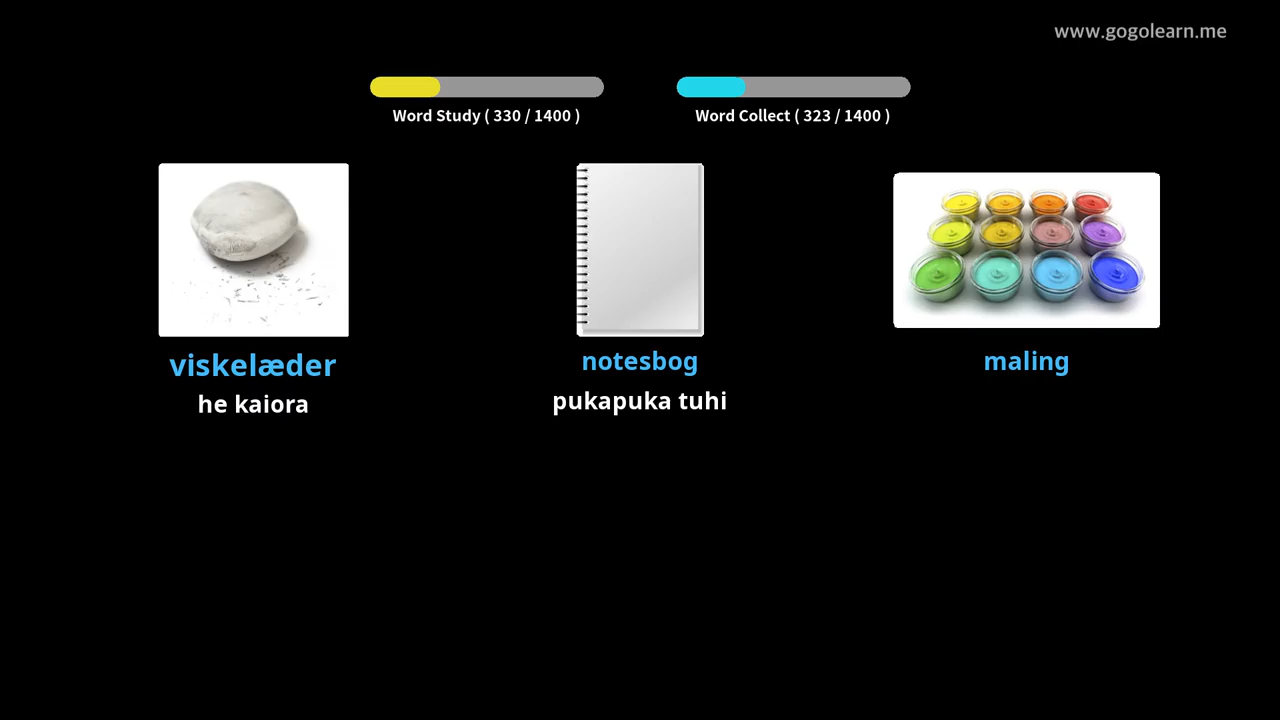 www.gogolearn.me
Word Study ( 330 / 1400 )
Word Collect ( 323 / 1400 )
viskelæder
he kaiora
notesbog
pukapuka tuhi
maling